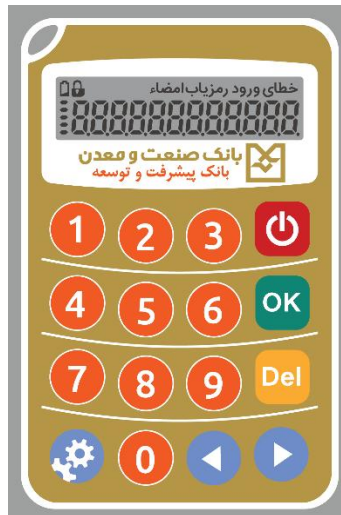 خطای ورود رمزیاب امضاء
888888888888
بانک صنعت و معدن
بانک پیشرفت و توسعه
1 2 3
4 5 6 OK
7 8 9 Del
0